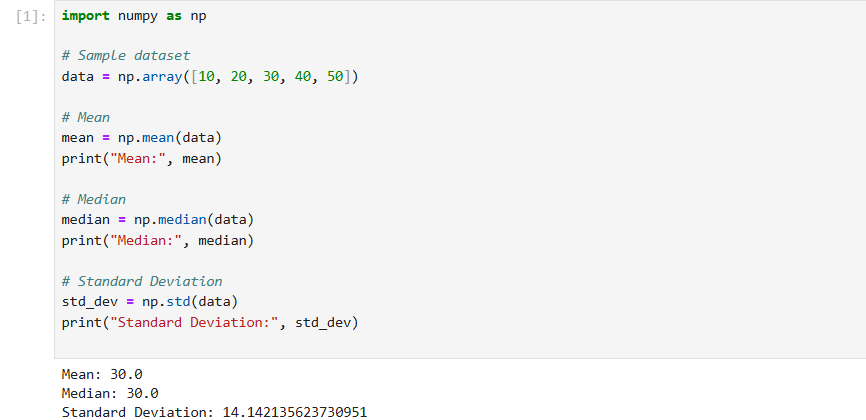 [1]: import numpy as np
# Sample dataset
data = np.array([10, 20, 30, 40, 50])
# Mean
mean = np.mean(data)
print("Mean:", mean)
# Median
median = np.median(data)
print("Median:", median)
# Standard Deviation
std_dev = np.std(data)
print("Standard Deviation:", std_dev)
Mean: 30.0
Median: 30.0
Standard Deviation: 14.142135623730951